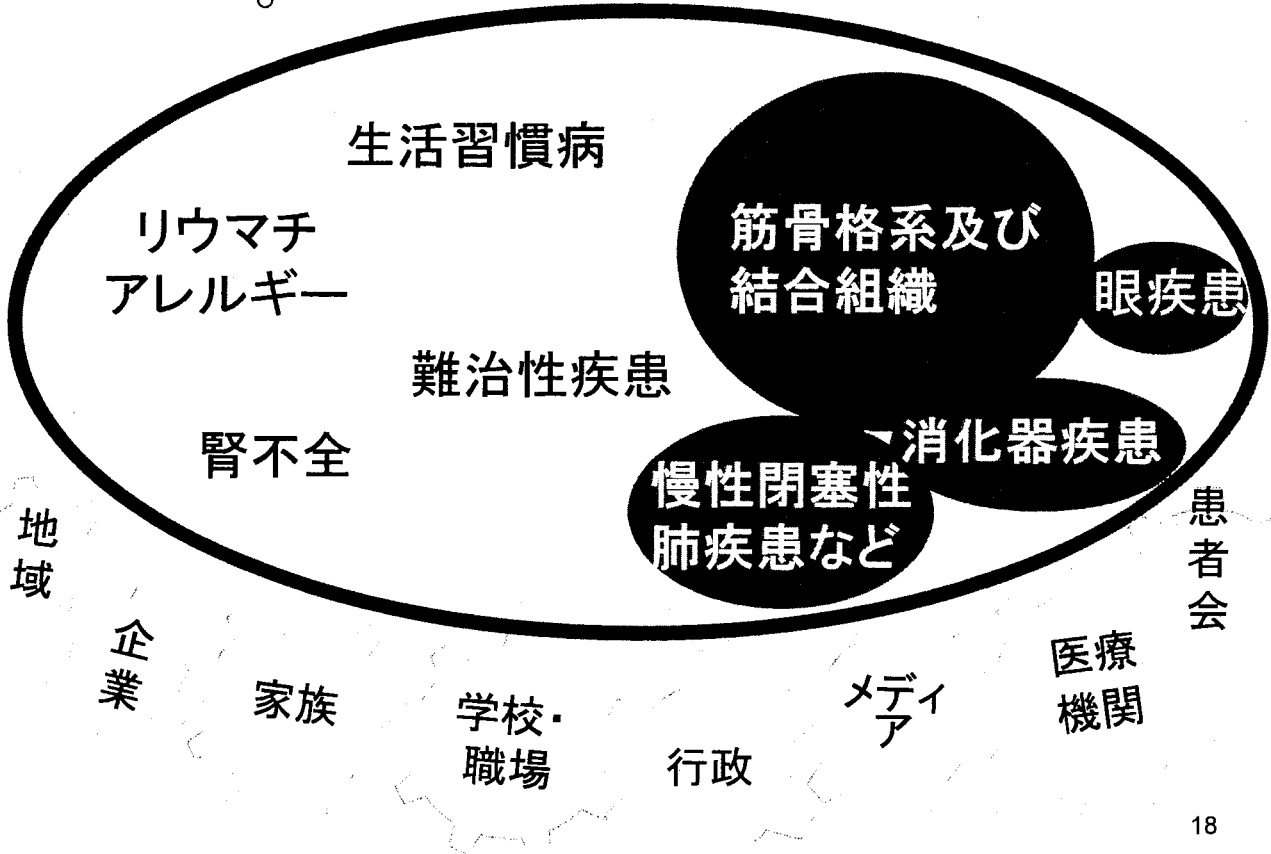 。
生活習慣病
リウマチ
アレルギー
筋骨格系及び
結合組織
眼疾患
難治性疾患
腎不全
消化器疾患
慢性閉塞性
肺疾患など
地域
企業
家族
学校・
職場
行政
メディ
ア
医療
機関
患者会
18